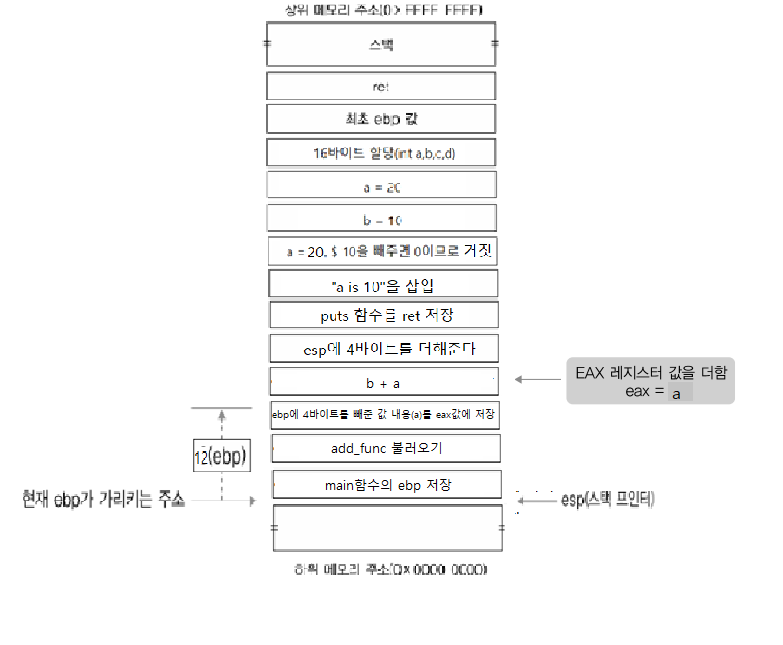 상위 메모리 주소(0x FFFF FFFF)
스택
ret
최초 ebp 값
16바이트 할당(int a,b,c,d)
a = 20
b = 10
a = 20, $ 10을 빼주면 0이므로 거짓
"a is 10"을 삽입
puts 함수를 ret 저장
esp에 4바이트를 더해준다
b + a
EAX 레지스터 값을 더함
eax = a
ebp에 4바이트를 빼준 값 내용(a)를 eax값에 저장
add_func 불러오기
12(ebp)
main함수의 ebp 저장
현재 ebp가 가리키는 주소
esp(스택 포인터)
하위 메모리 주소(0x 0000 0000)